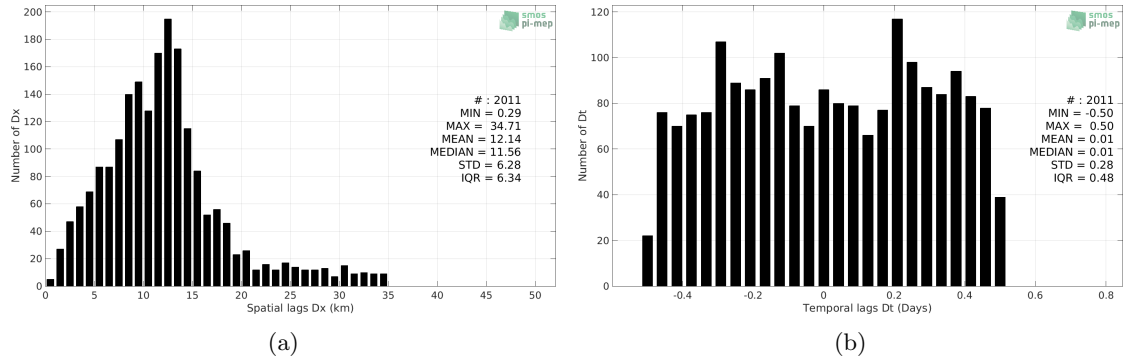 200
180
160
140
120
100
80
60
40
20
0
Number of Dx
0 5 10 15 20 25 30 35 40 45 50
Spatial lags Dx (km)
smos
pi-mep
# : 2011
MIN = 0.29
MAX = 34.71
MEAN = 12.14
MEDIAN = 11.56
STD = 6.28
IQR = 6.34
(a)
120
100
80
60
40
20
0
Number of Dt
-0.4 -0.2 0 0.2 0.4 0.6 0.8
Temporal lags Dt (Days)
smos
pi-mep
# : 2011
MIN = -0.50
MAX = 0.50
MEAN = 0.01
MEDIAN = 0.01
STD = 0.28
IQR = 0.48
(b)